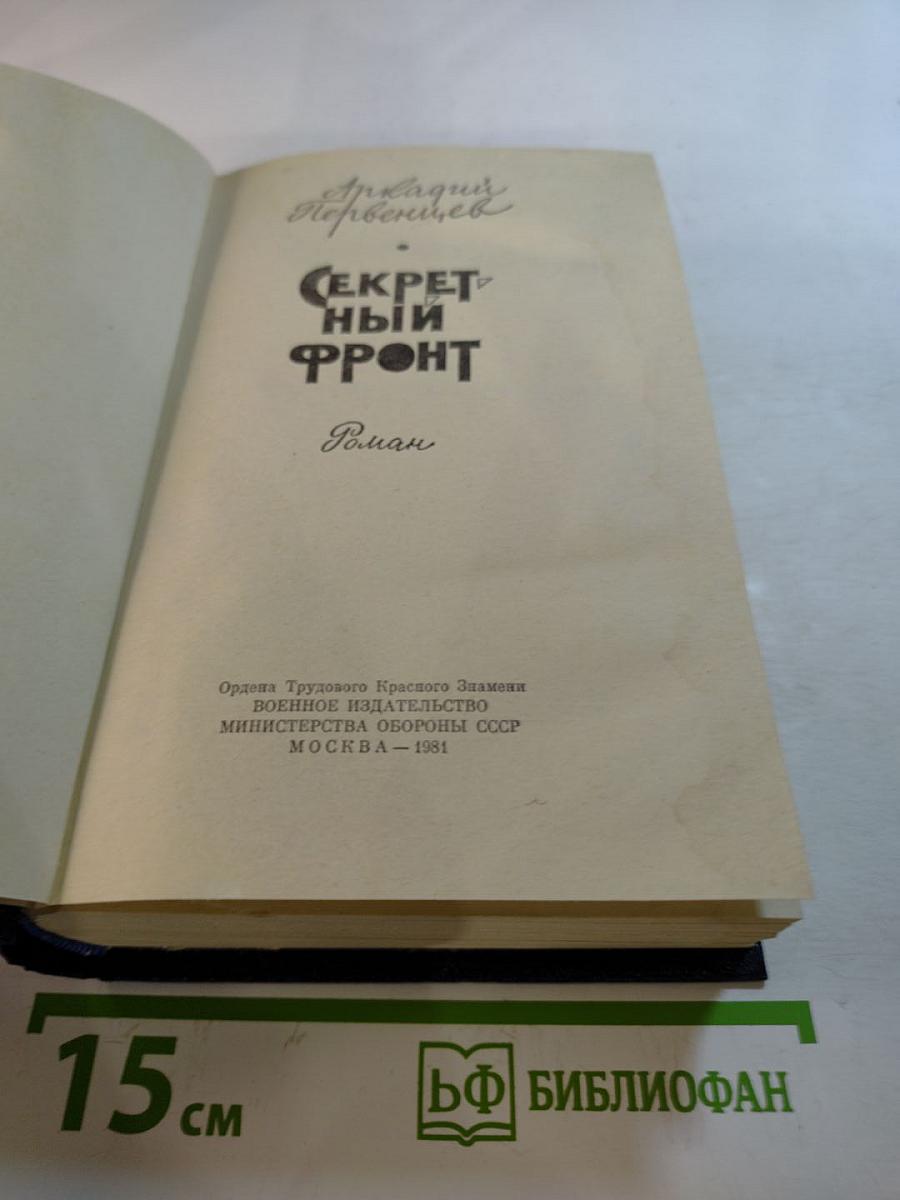 Аркадий
Первенцев
СЕКРЕТ-
НЫЙ
ФРОНТ
Роман
Ордена Трудового Красного Знамени
ВОЕННОЕ ИЗДАТЕЛЬСТВО
МИНИСТЕРСТВА ОБОРОНЫ СССР
МОСКВА — 1981
15 см
БФ БИБЛИОФАН